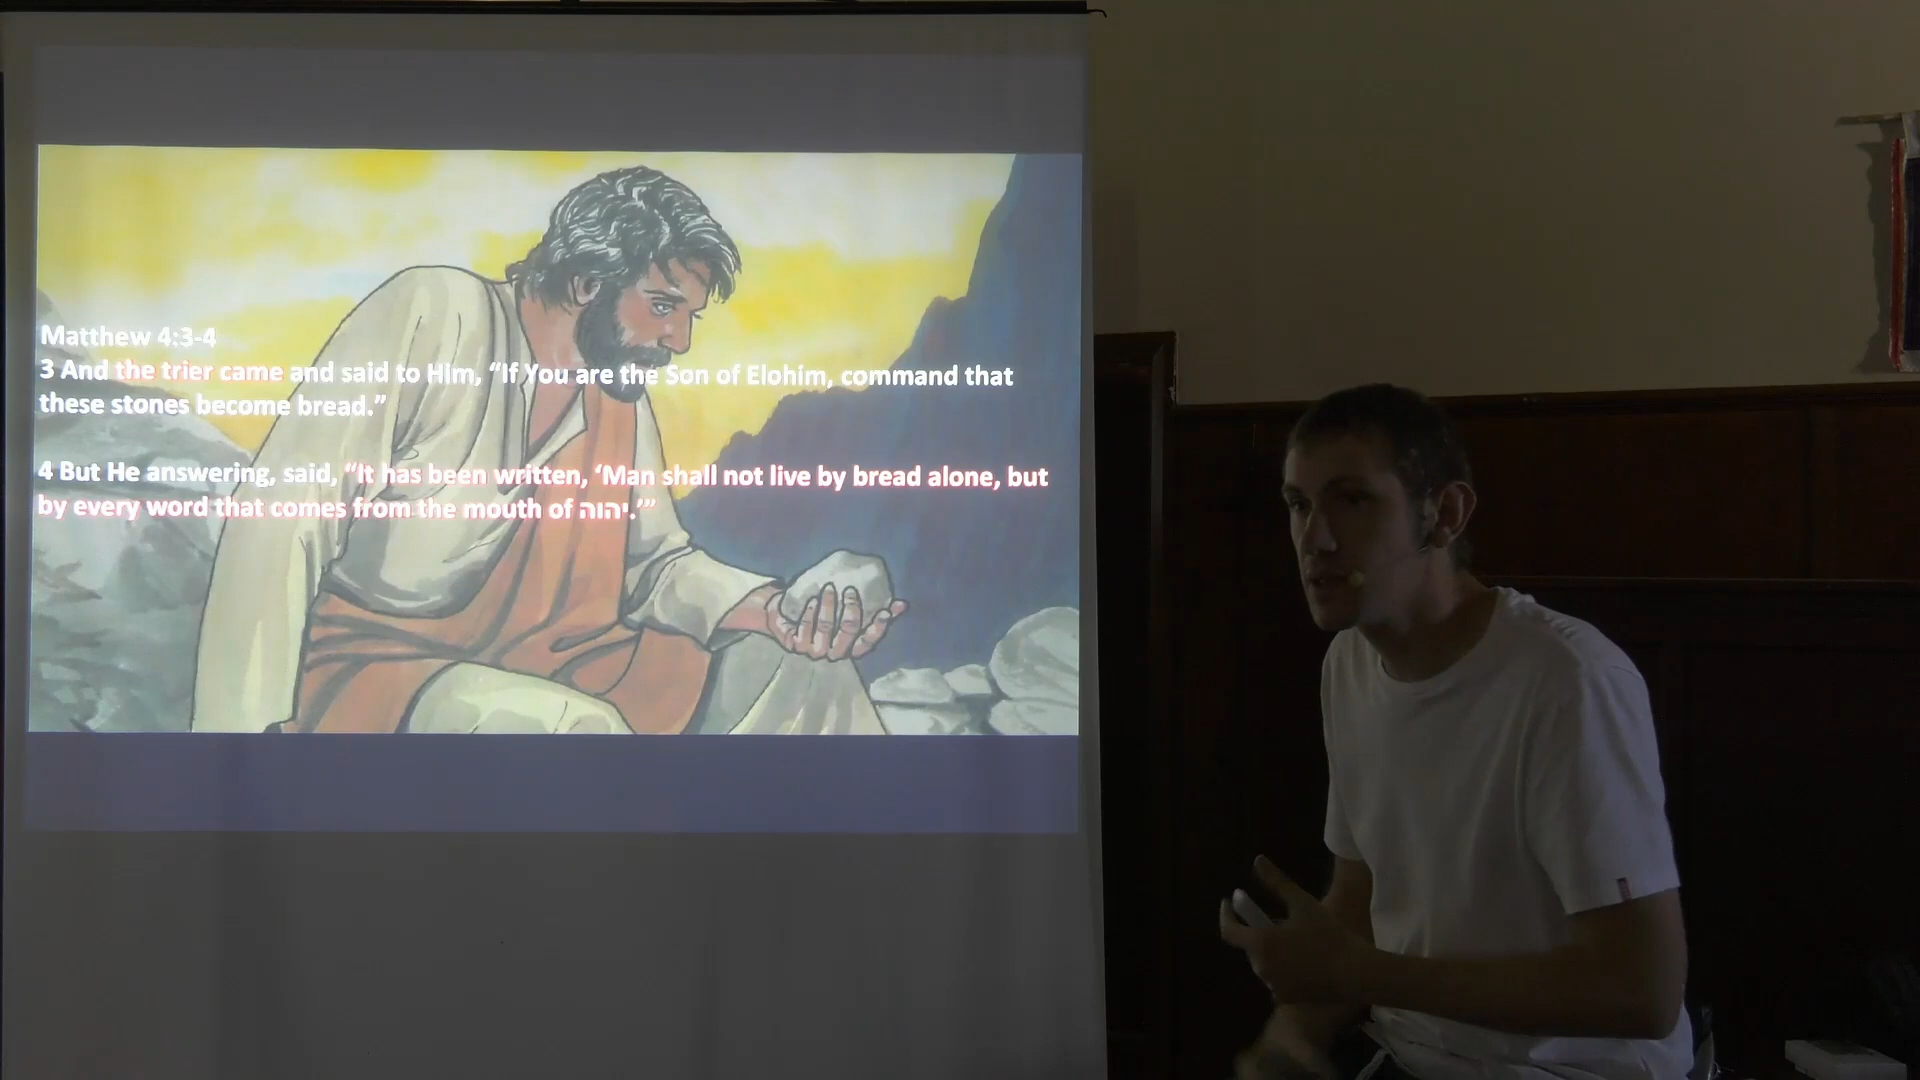 Matthew 4:3-4
3 And the trier came and said to HIm, “If You are the Son of Elohim, command that
these stones become bread.”
4 But He answering, said, “It has been written, ‘Man shall not live by bread alone, but
by every word that comes from the mouth of יהוה.’”